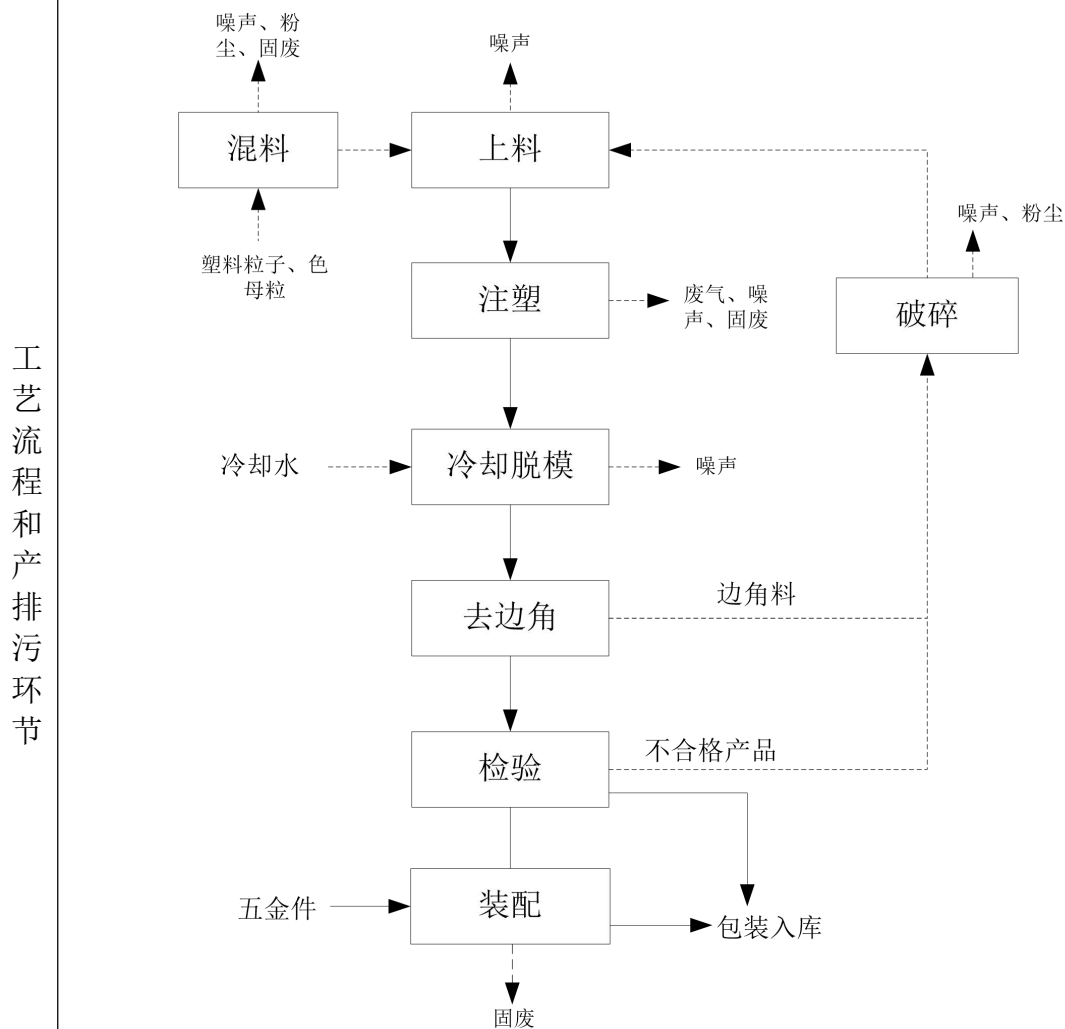 工艺流程和产排污环节
噪声、粉
尘、固废
噪声
混料
上料
噪声、粉尘
塑料粒子、色
母粒
注塑
废气、噪
声、固废
破碎
冷却水
冷却脱模
噪声
去边角
边角料
检验
不合格产品
五金件
装配
包装入库
固废